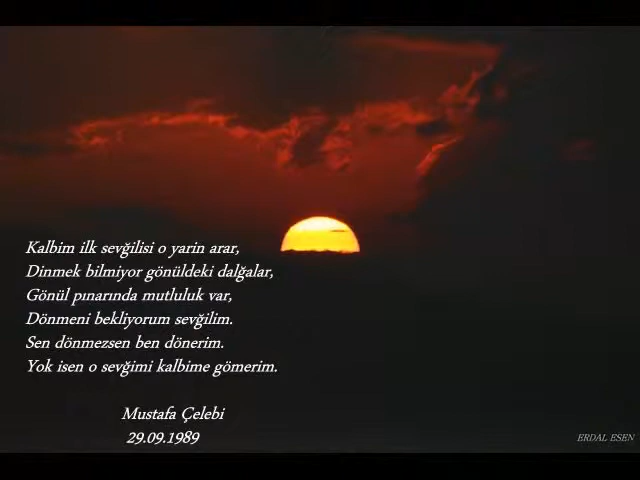 Kalbim ilk sevğilisi o yarin arar,
Dinmek bilmiyor gönüldeki dalğalar,
Gönül pınarında mutluluk var,
Dönmeni bekliyorum sevğilim.
Sen dönmezsen ben dönerim.
Yok isen o sevğimi kalbime gömerim.
Mustafa Çelebi
29.09.1989
ERDAL ESEN